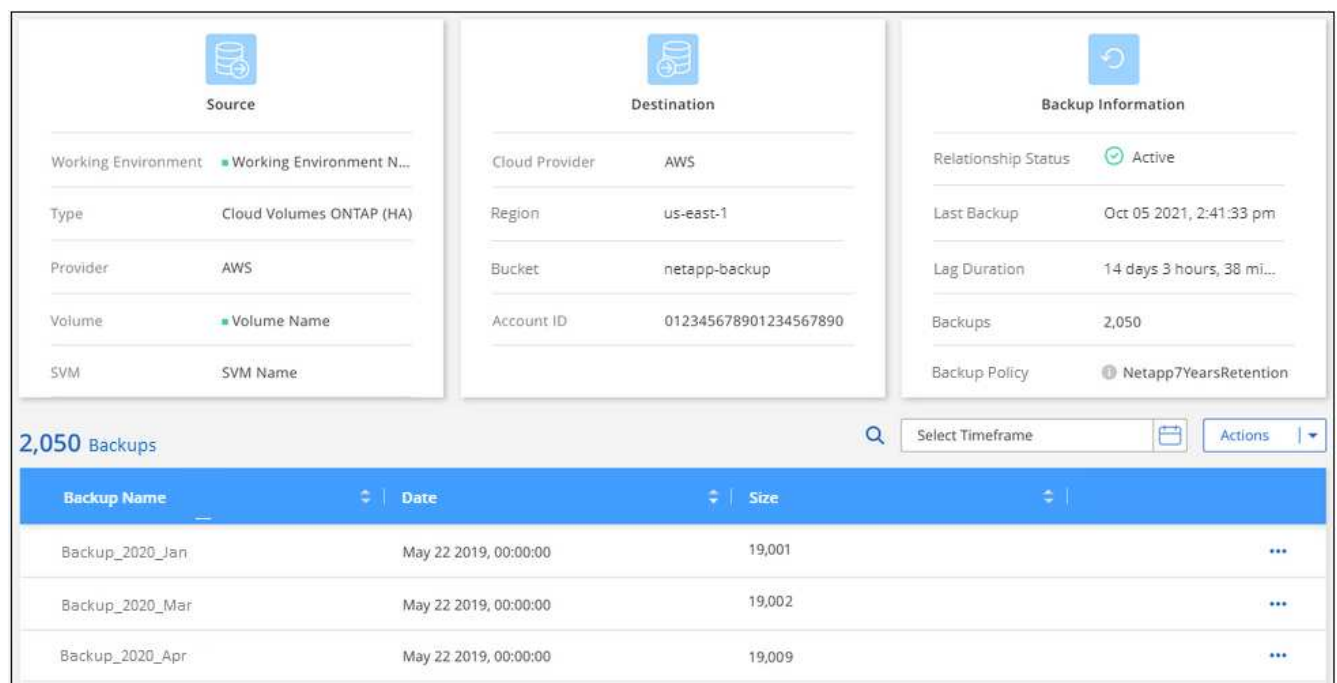 Source
Working Environment Working Environment N...
Type Cloud Volumes ONTAP (HA)
Provider AWS
Volume Volume Name
SVM SVM Name
Destination
Cloud Provider AWS
Region us-east-1
Bucket netapp-backup
Account ID 012345678901234567890
Backup Information
Relationship Status Active
Last Backup Oct 05 2021, 2:41:33 pm
Lag Duration 14 days 3 hours, 38 mi...
Backups 2,050
Backup Policy Netapp7YearsRetention
2,050 Backups
Select Timeframe
Actions
Backup Name Date Size
Backup_2020_Jan May 22 2019, 00:00:00 19,001
Backup_2020_Mar May 22 2019, 00:00:00 19,002
Backup_2020_Apr May 22 2019, 00:00:00 19,009